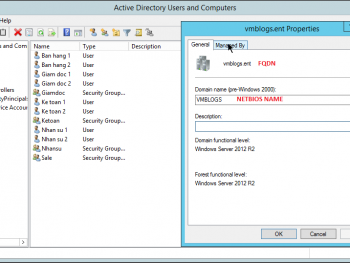 Active Directory Users and Computers
Help
rs and Com
rollers
tyPrincipals
rvice Accoun
Name Type Description
Ban hang 1 User
Ban hang 2 User
Giam doc 1 User
Giam doc 2 User
Giamdoc Security Group...
Ke toan 1 User
Ke toan 2 User
Ketoan Security Group...
Nhan su 1 User
Nhan su 2 User
Nhansu Security Group...
Sale Security Group...
vmblogs.ent Properties
General Managed By
vmblogs.ent FQDN
Domain name (pre-Windows 2000):
VMBLOGS NETBIOS NAME
Description:
Domain functional level:
Windows Server 2012 R2
Forest functional level:
Windows Server 2012 R2
OK Cancel